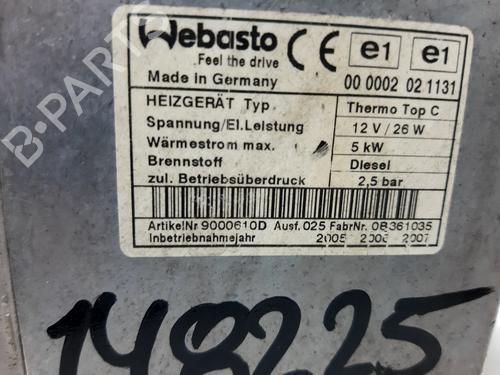 Webasto CE e1 e1
Feel the drive
Made in Germany 00 0002 02 1131
HEIZGERÄT Typ Thermo Top C
Spannung/El.Leistung 12 V / 26 W
Wärmestrom max. 5 kW
Brennstoff Diesel
zul. Betriebsüberdruck 2,5 bar
ArtikelNr 9000610D Ausf. 025 FabrNr. 0B361035
Inbetriebnahmejahr 2005 2006 2007
148225
B-PARTS